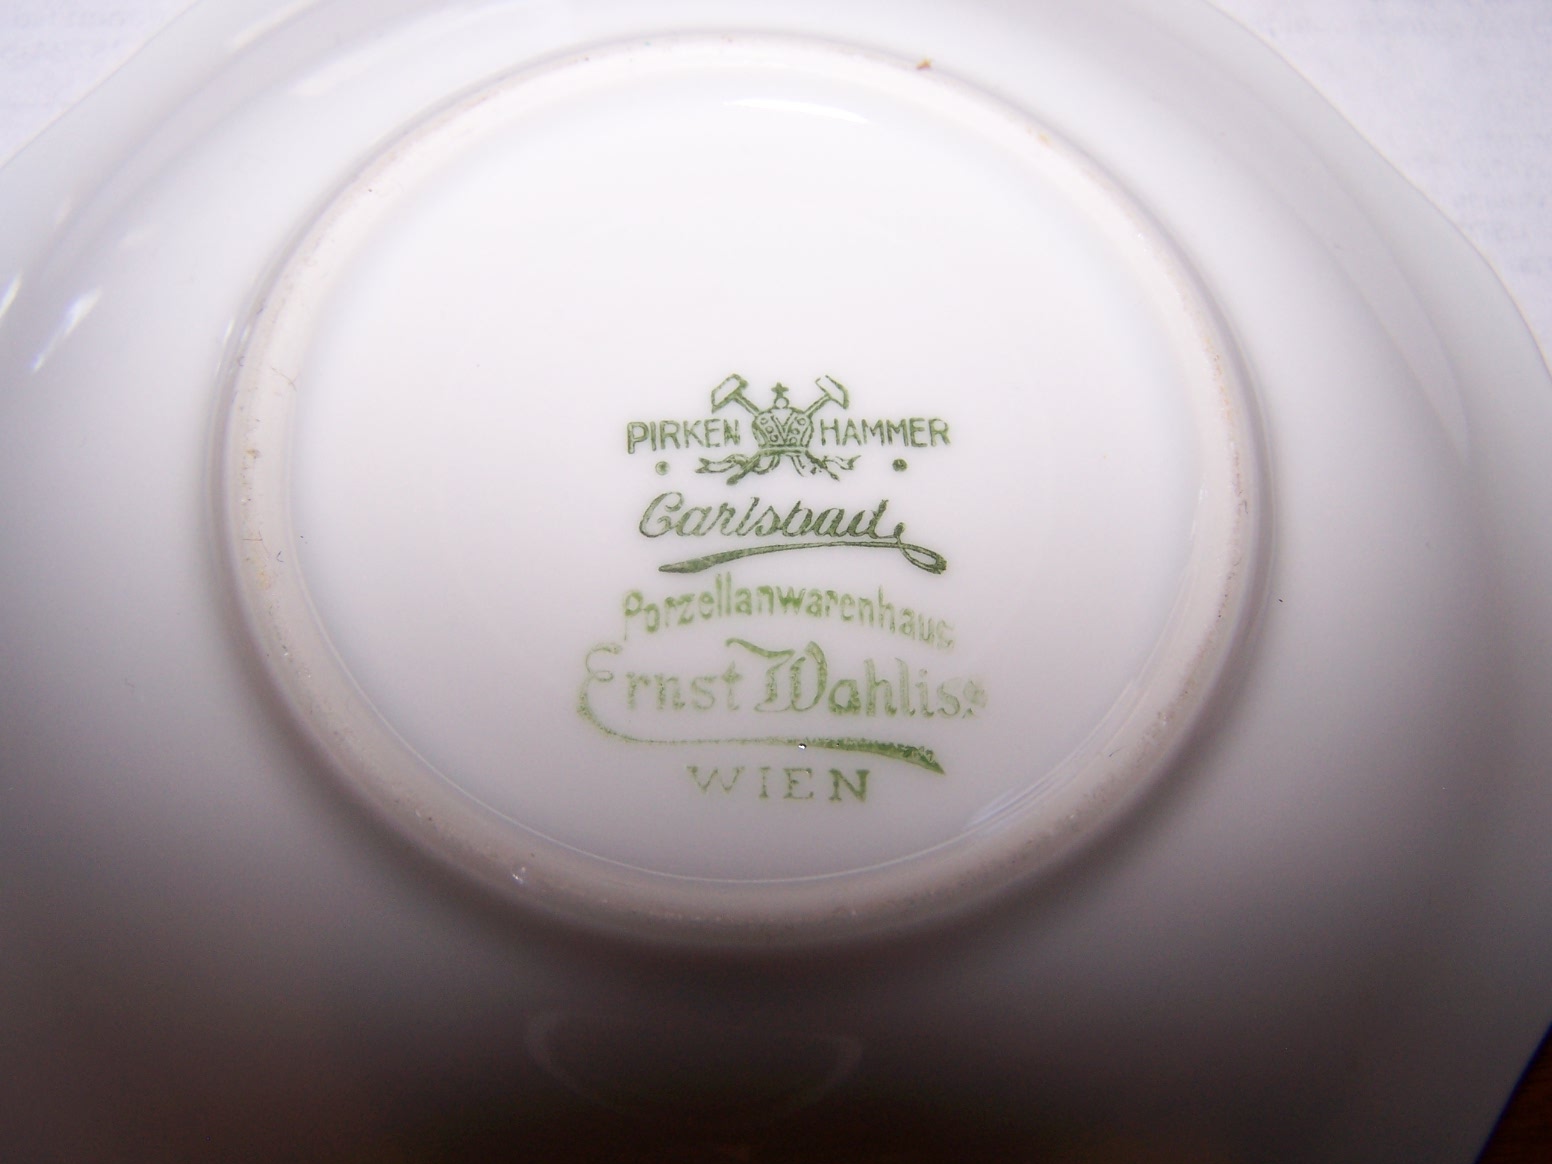 PIRKEN HAMMER
Carlsbad
Porzellanwarenhaus
Ernst Wahliss
WIEN